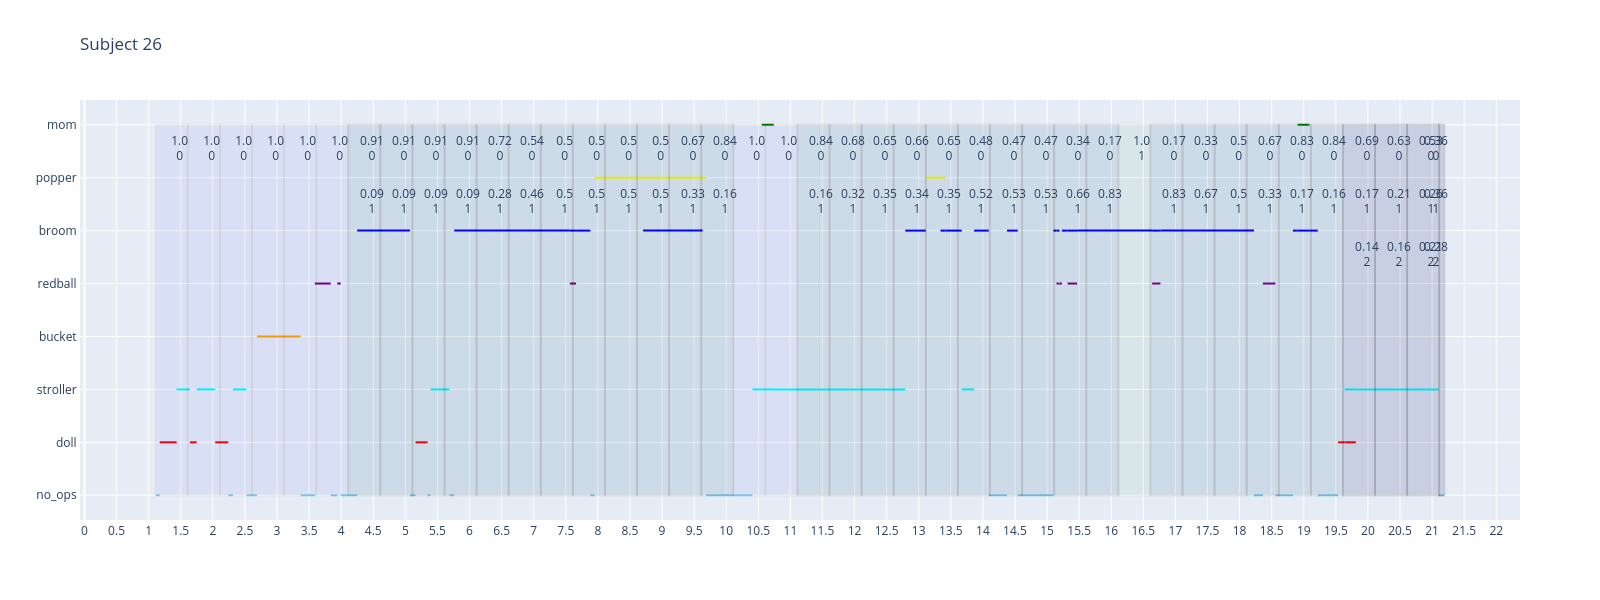 Subject 26
mom
1.0 1.0 1.0 1.0 1.0 1.0 0.91 0.91 0.91 0.91 0.72 0.54 0.5 0.5 0.5 0.5 0.67 0.84 1.0 1.0 0.84 0.68 0.65 0.66 0.65 0.48 0.47 0.47 0.34 0.17 1.0 0.17 0.33 0.5 0.67 0.83 0.84 0.69 0.63
0 0 0 0 0 0 0 0 0 0 0 0 0 0 0 0 0 0 0 0 0 0 0 0 0 0 0 0 0 0 1 0 0 0 0 0 0 0 0 0 0
popper
0.09 0.09 0.09 0.09 0.28 0.46 0.5 0.5 0.5 0.5 0.33 0.16 0.16 0.32 0.35 0.34 0.35 0.52 0.53 0.53 0.66 0.83 0.83 0.67 0.5 0.33 0.17 0.16 0.17 0.21
1 1 1 1 1 1 1 1 1 1 1 1 1 1 1 1 1 1 1 1 1 1 1 1 1 1 1 1 1 1 1 1
broom
0.14 0.16
2 2 2 2
redball
bucket
stroller
doll
no_ops
0 0.5 1 1.5 2 2.5 3 3.5 4 4.5 5 5.5 6 6.5 7 7.5 8 8.5 9 9.5 10 10.5 11 11.5 12 12.5 13 13.5 14 14.5 15 15.5 16 16.5 17 17.5 18 18.5 19 19.5 20 20.5 21 21.5 22